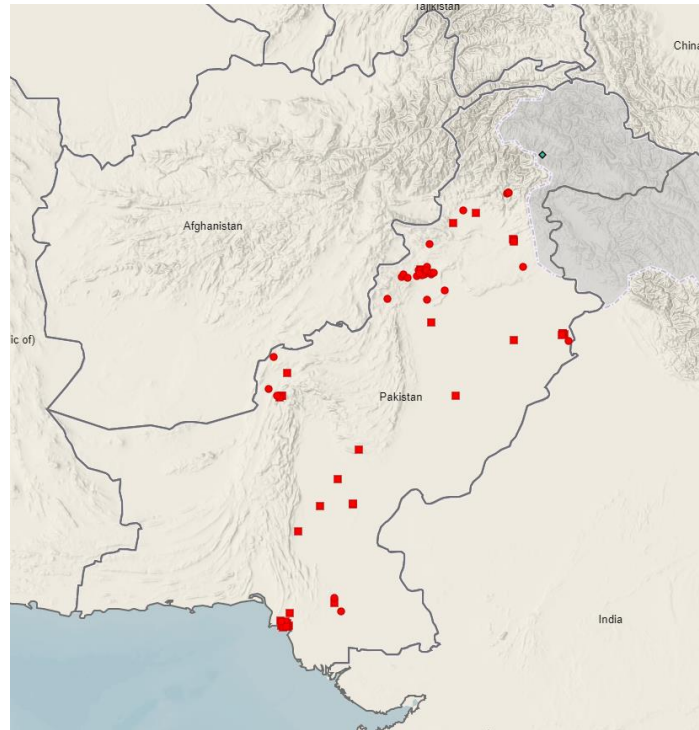 Tajikistan
China
Afghanistan
ic of)
Pakistan
India